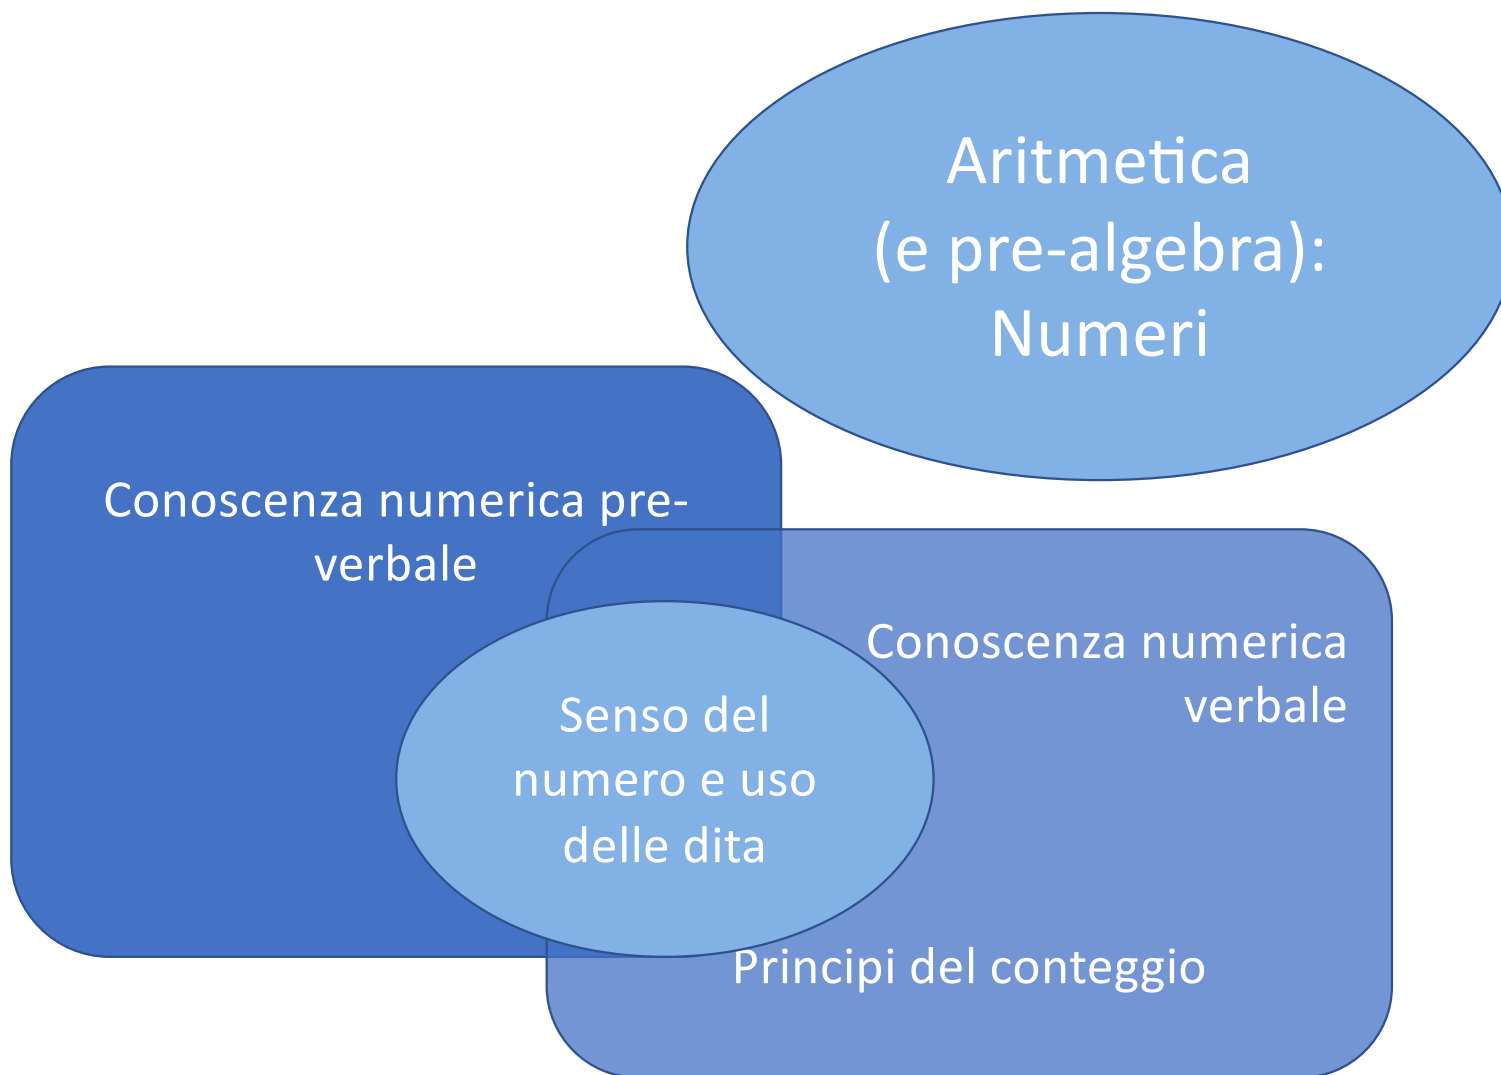 Aritmetica
(e pre-algebra):
Numeri
Conoscenza numerica pre-
verbale
Conoscenza numerica
verbale
Senso del
numero e uso
delle dita
Principi del conteggio